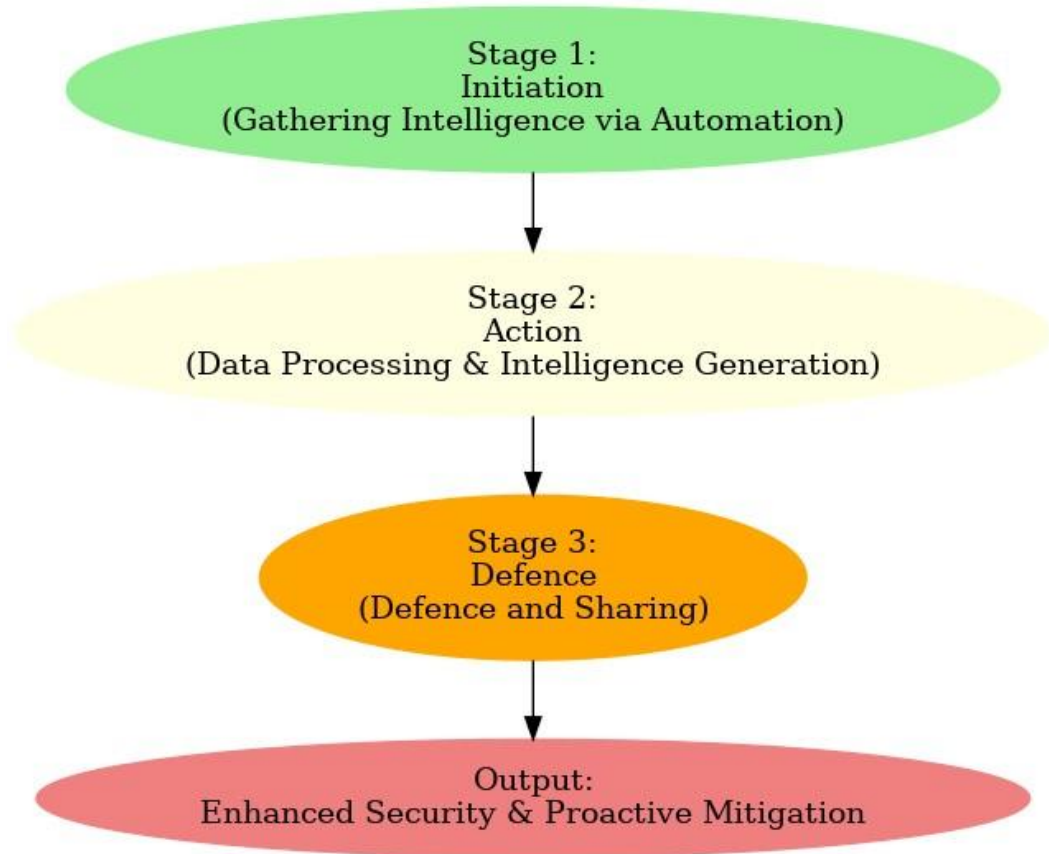 Stage 1:
Initiation
(Gathering Intelligence via Automation)
Stage 2:
Action
(Data Processing & Intelligence Generation)
Stage 3:
Defence
(Defence and Sharing)
Output:
Enhanced Security & Proactive Mitigation